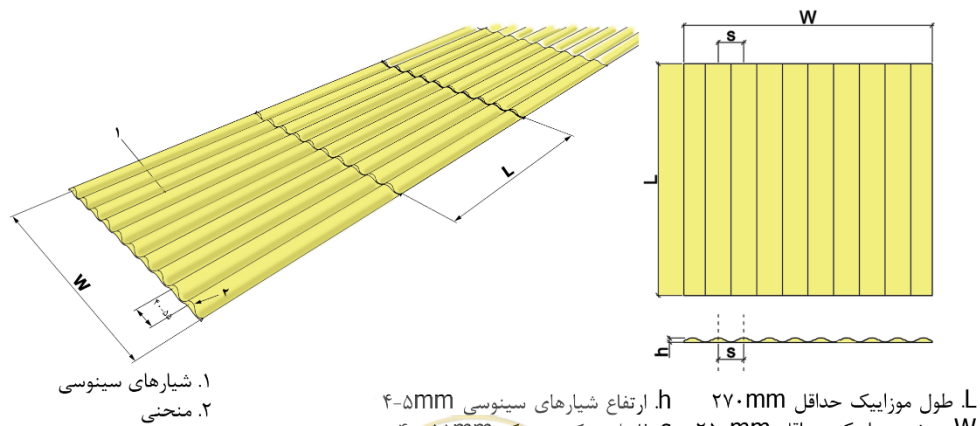 W
S
L
h
S
۱
L
W
۲
۱. شیارهای سینوسی
۲. منحنی
L. طول موزاییک حداقل ۲۷۰mm
h. ارتفاع شیارهای سینوسی ۴-۵mm